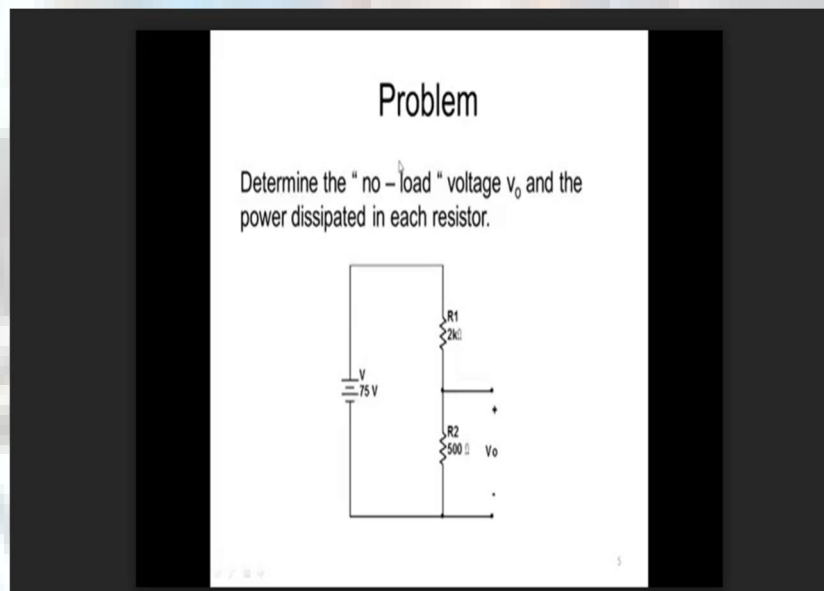 Problem
Determine the “ no – load “ voltage vo and the
power dissipated in each resistor.
R1
2kΩ
V
75 V
+
R2
500 Ω Vo
-
5